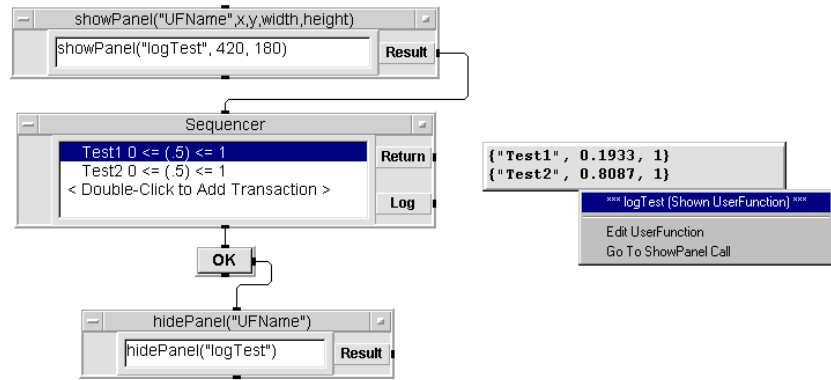 showPanel("UFName",x,y,width,height)
showPanel("logTest", 420, 180)
Result
Sequencer
Test1 0 <= (.5) <= 1
Test2 0 <= (.5) <= 1
< Double-Click to Add Transaction >
Return
Log
OK
hidePanel("UFName")
hidePanel("logTest")
Result
{"Test1", 0.1933, 1}
{"Test2", 0.8087, 1}
*** logTest (Shown UserFunction) ***
Edit UserFunction
Go To ShowPanel Call